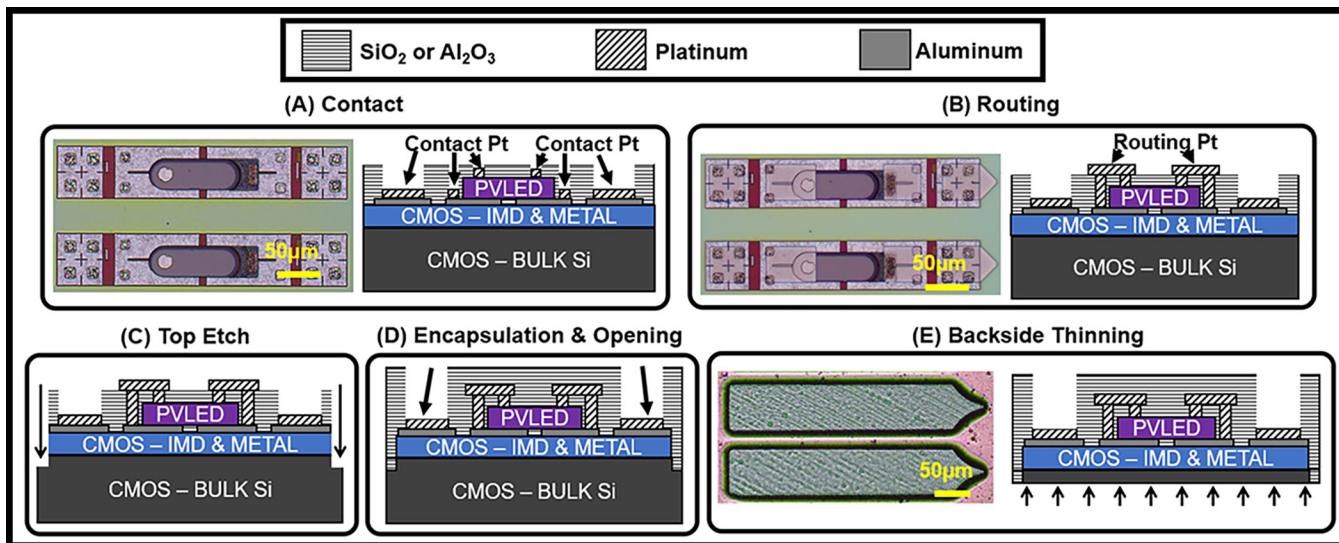 SiO₂ or Al₂O₃
Platinum
Aluminum
(A) Contact
Contact Pt
Contact Pt
PVLED
CMOS – IMD & METAL
CMOS – BULK Si
50µm
50µm
(B) Routing
Routing Pt
PVLED
CMOS – IMD & METAL
CMOS – BULK Si
50µm
50µm
(C) Top Etch
PVLED
CMOS – IMD & METAL
CMOS – BULK Si
(D) Encapsulation & Opening
PVLED
CMOS – IMD & METAL
CMOS – BULK Si
(E) Backside Thinning
50µm
PVLED
CMOS – IMD & METAL